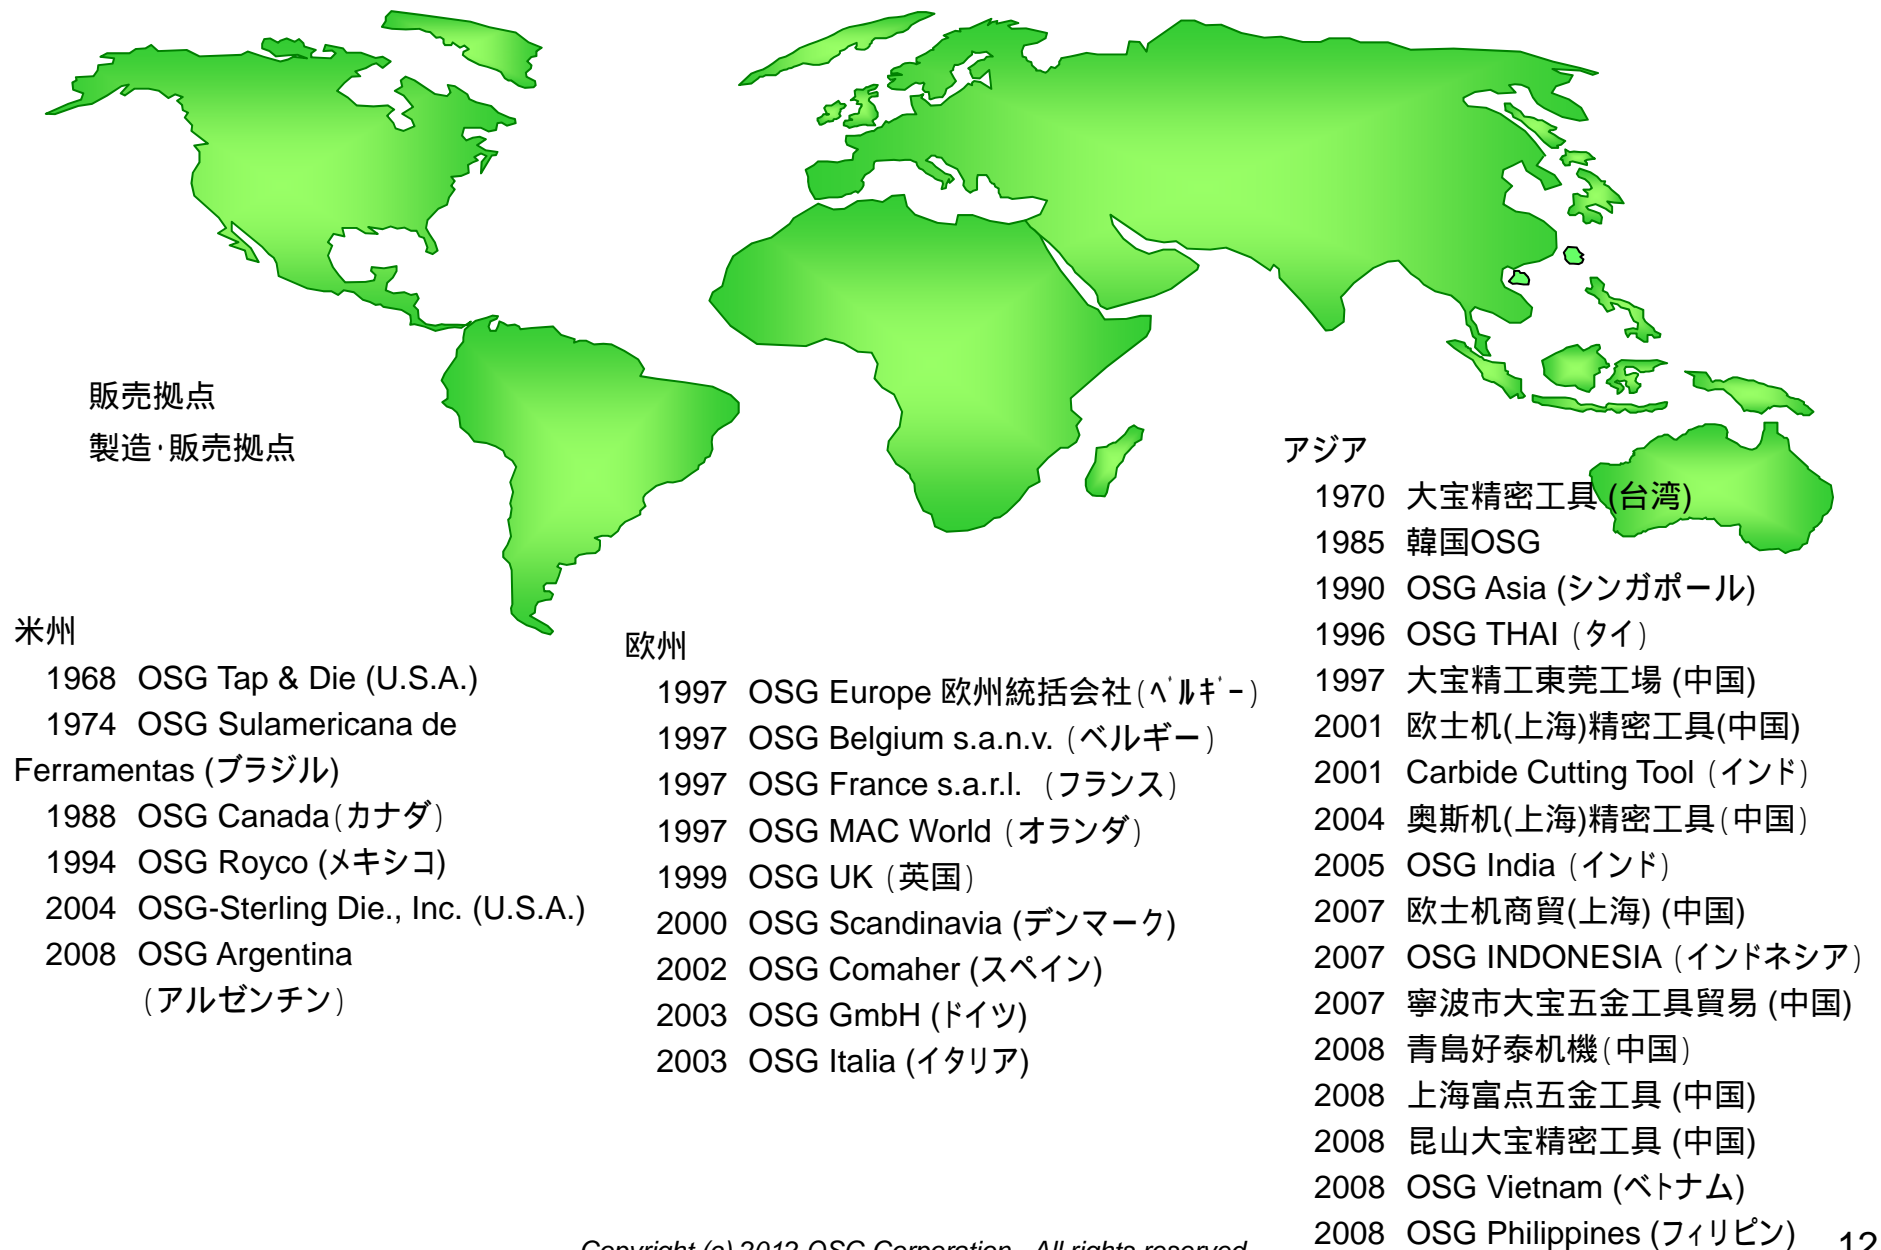 販売拠点
製造・販売拠点
米州
1968 OSG Tap & Die (U.S.A.)
1974 OSG Sulamericana de
Ferramentas (ブラジル)
1988 OSG Canada(カナダ)
1994 OSG Royco (メキシコ)
2004 OSG-Sterling Die., Inc. (U.S.A.)
2008 OSG Argentina
(アルゼンチン)
欧州
1997 OSG Europe 欧州統括会社(ﾍﾞﾙｷﾞｰ)
1997 OSG Belgium s.a.n.v. (ベルギー)
1997 OSG France s.a.r.l. (フランス)
1997 OSG MAC World (オランダ)
1999 OSG UK (英国)
2000 OSG Scandinavia (デンマーク)
2002 OSG Comaher (スペイン)
2003 OSG GmbH (ドイツ)
2003 OSG Italia (イタリア)
アジア
1970 大宝精密工具 (台湾)
1985 韓国OSG
1990 OSG Asia (シンガポール)
1996 OSG THAI (タイ)
1997 大宝精工東莞工場 (中国)
2001 欧士机(上海)精密工具(中国)
2001 Carbide Cutting Tool (インド)
2004 奥斯机(上海)精密工具(中国)
2005 OSG India (インド)
2007 欧士机商貿(上海) (中国)
2007 OSG INDONESIA (インドネシア)
2007 寧波市大宝五金工具貿易 (中国)
2008 青島好泰机機(中国)
2008 上海富点五金工具 (中国)
2008 昆山大宝精密工具 (中国)
2008 OSG Vietnam (ベトナム)
2008 OSG Philippines (フィリピン)
Copyright (c) 2012 OSG Corporation. All rights reserved
12